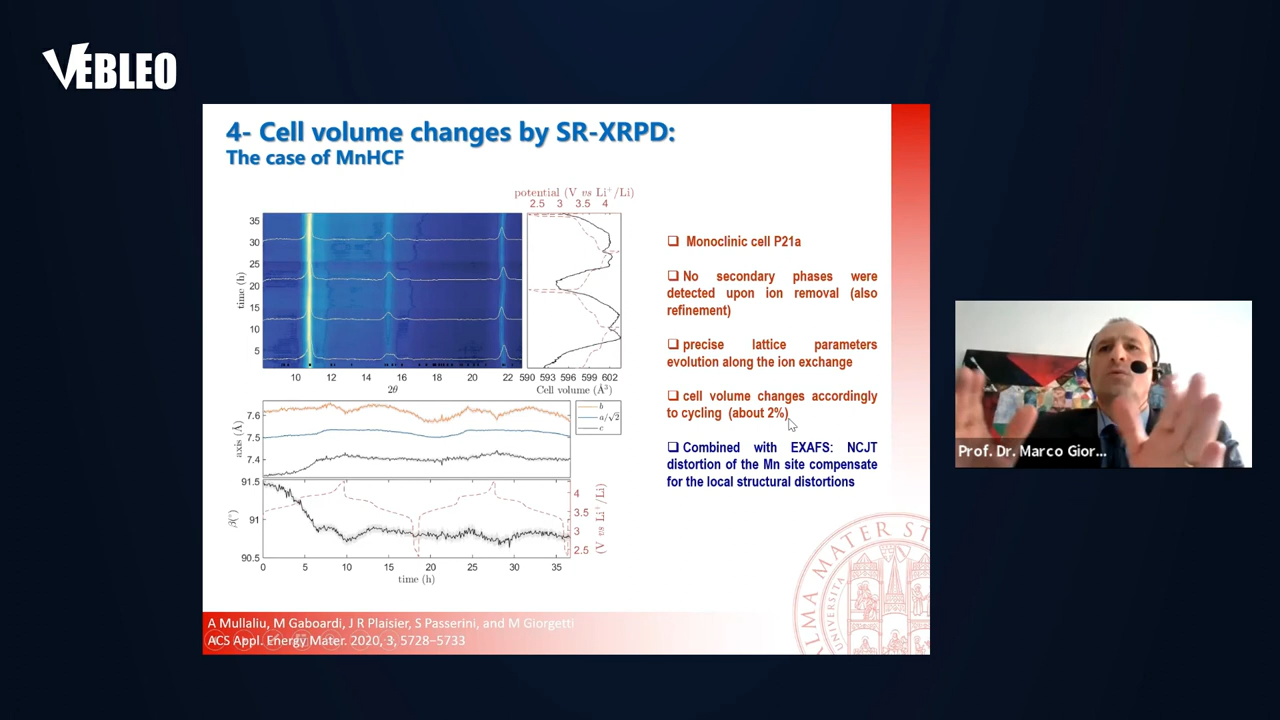 VEBLEO
4- Cell volume changes by SR-XRPD:
The case of MnHCF
potential (V vs Li⁺/Li)
2.5 3 3.5 4
35
30
25
20
15
10
5
time (h)
10 12 14 16 18 20 22
2θ
590 593 596 599 602
Cell volume (Å³)
7.6
7.5
7.4
axis (Å)
b
a/√2
c
91.5
91
90.5
β(°)
4
3.5
3
2.5
(V vs Li⁺/Li)
0 5 10 15 20 25 30 35
time (h)
❑ Monoclinic cell P21a
❑ No secondary phases were
detected upon ion removal (also
refinement)
❑ precise lattice parameters
evolution along the ion exchange
❑ cell volume changes accordingly
to cycling (about 2%)
❑ Combined with EXAFS: NCJT
distortion of the Mn site compensate
for the local structural distortions
A Mullaliu, M Gaboardi, J R Plaisier, S Passerini, and M Giorgetti
ACS Appl. Energy Mater. 2020, 3, 5728–5733
ALMA MATER ST
UNIVERSITA
Prof. Dr. Marco Gior...